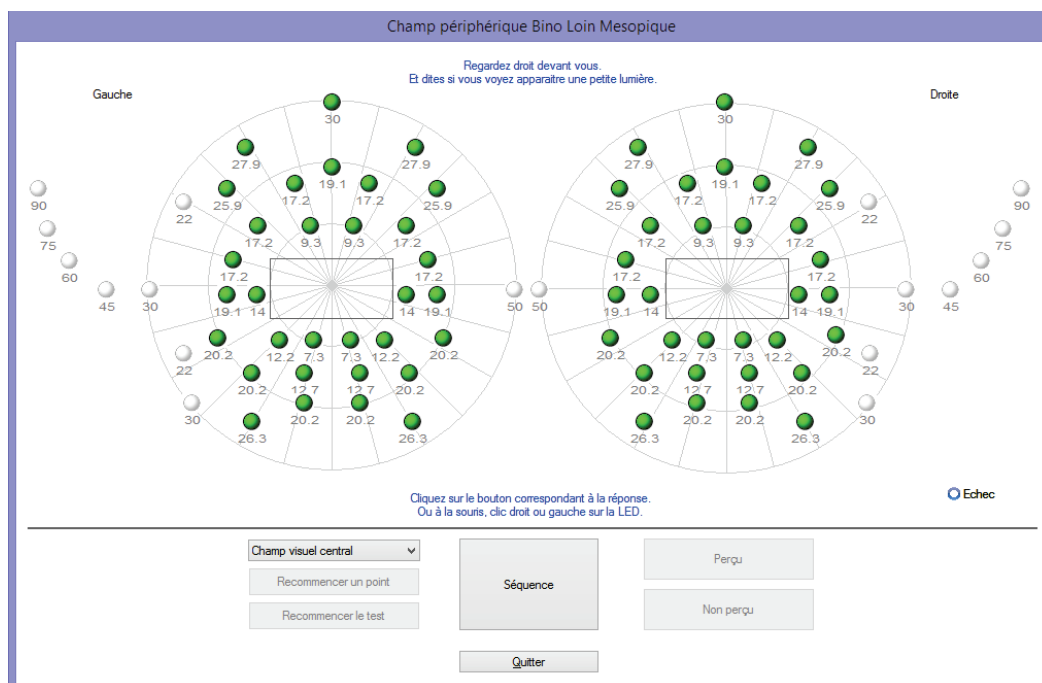 Champ périphérique Bino Loin Mesopique
Regardez droit devant vous.
Et dites si vous voyez apparaitre une petite lumière.
Gauche
Droite
30
30
27.9 27.9
27.9 27.9
19.1
19.1
17.2 17.2
17.2 17.2
25.9 25.9
25.9 25.9
90
22
22
90
75
17.2 9.3 9.3 17.2
17.2 9.3 9.3 17.2
75
60
17.2 17.2
17.2 17.2
60
45
30
19.1 14 14 19.1
50
50
19.1 14 14 19.1
30
45
20.2 12.2 7.3 7.3 12.2 20.2
20.2 12.2 7.3 7.3 12.2 20.2
22
20.2 12.7 12.7 20.2
20.2 12.7 12.7 20.2
22
30
20.2 20.2
20.2 20.2
30
26.3 26.3
26.3 26.3
Cliquez sur le bouton correspondant à la réponse.
Ou à la souris, clic droit ou gauche sur la LED.
Echec
Champ visuel central
Recommencer un point
Recommencer le test
Séquence
Perçu
Non perçu
Quitter